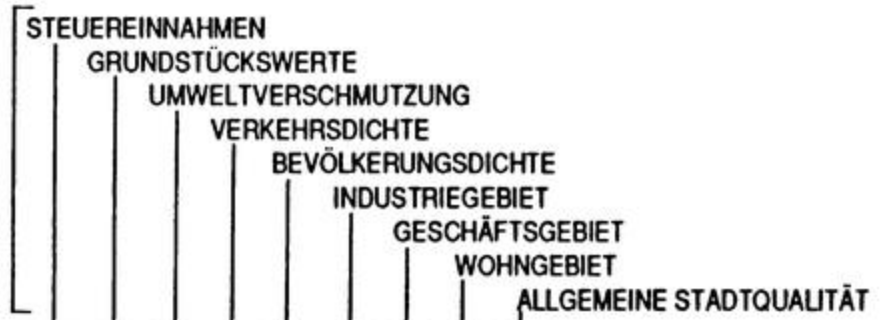 STEUEREINNAHMEN
GRUNDSTÜCKSWERTE
UMWELTVERSCHMUTZUNG
VERKEHRSDICHTE
BEVÖLKERUNGSDICHTE
INDUSTRIEGEBIET
GESCHÄFTSGEBIET
WOHNGEBIET
ALLGEMEINE STADTQUALITÄT